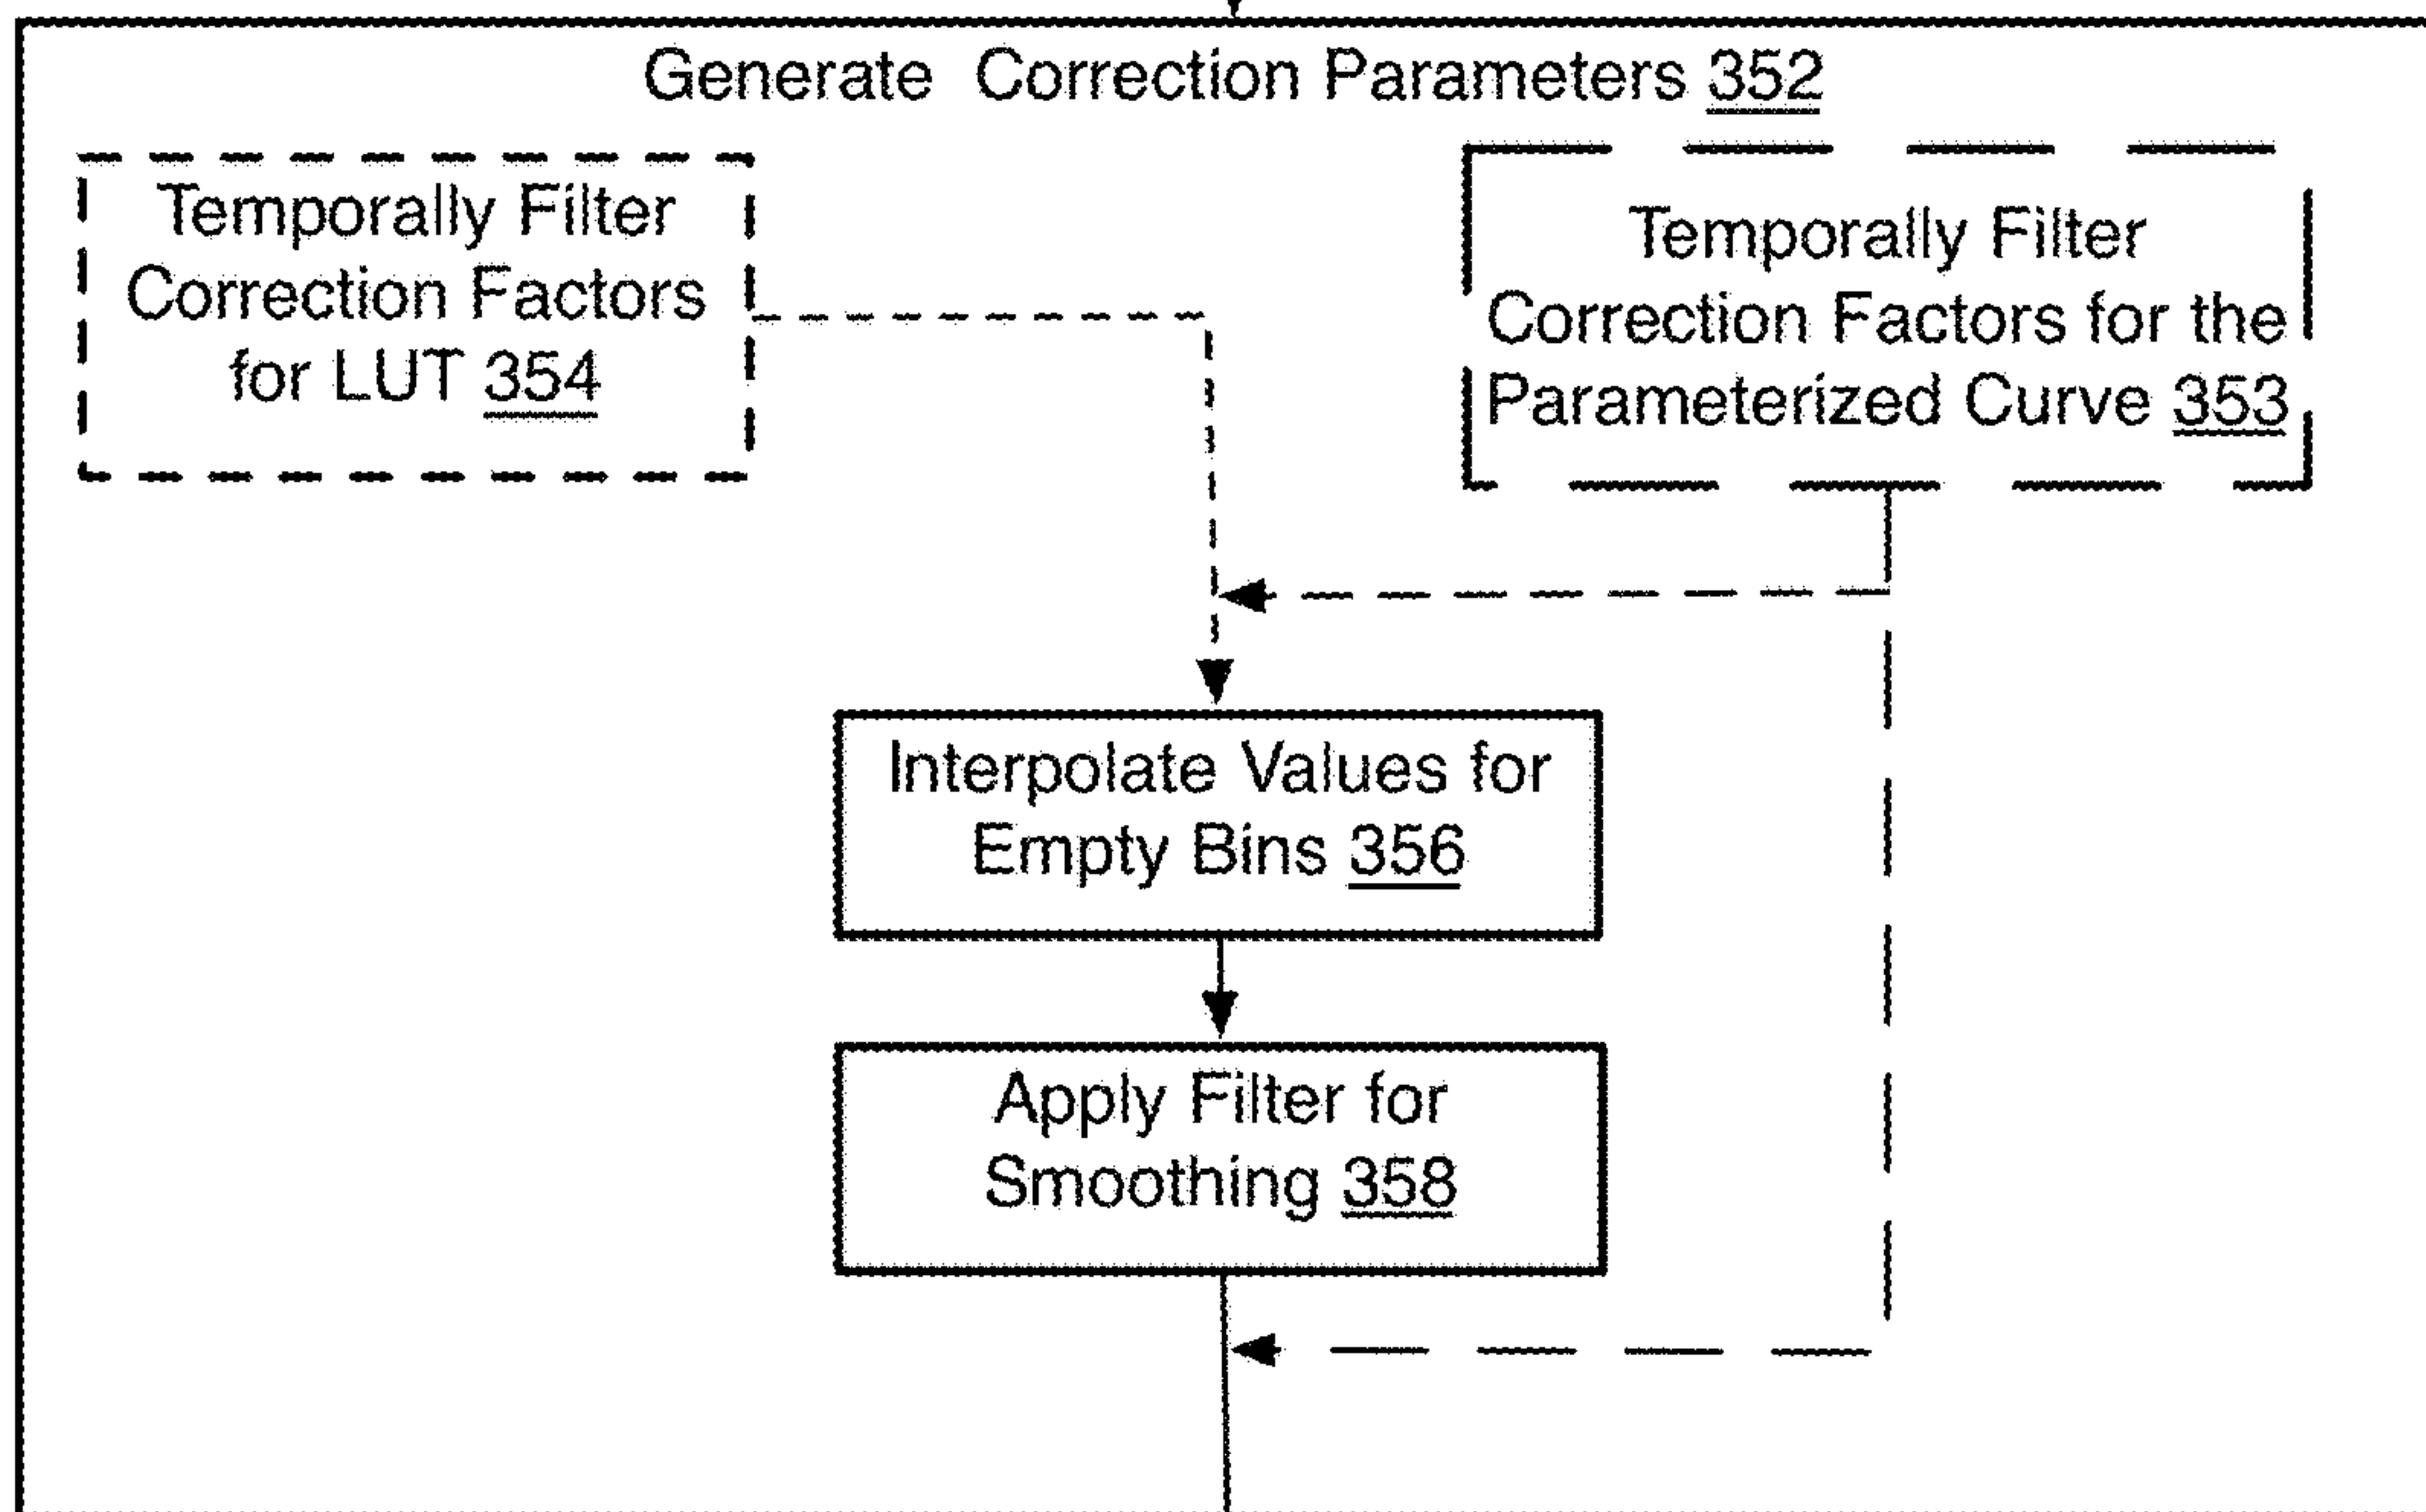 Generate Correction Parameters 352
Temporally Filter
Correction Factors
for LUT 354
Temporally Filter
Correction Factors for the
Parameterized Curve 353
Interpolate Values for
Empty Bins 356
Apply Filter for
Smoothing 358